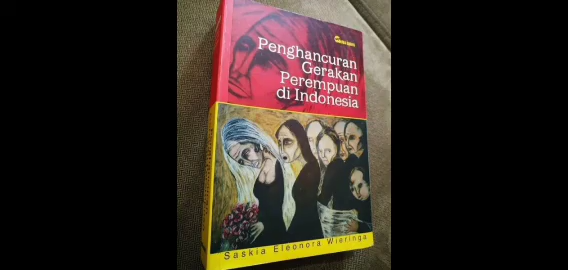 Penghancuran
Gerakan
Perempuan
di Indonesia
Saskia Eleonora Wieringa